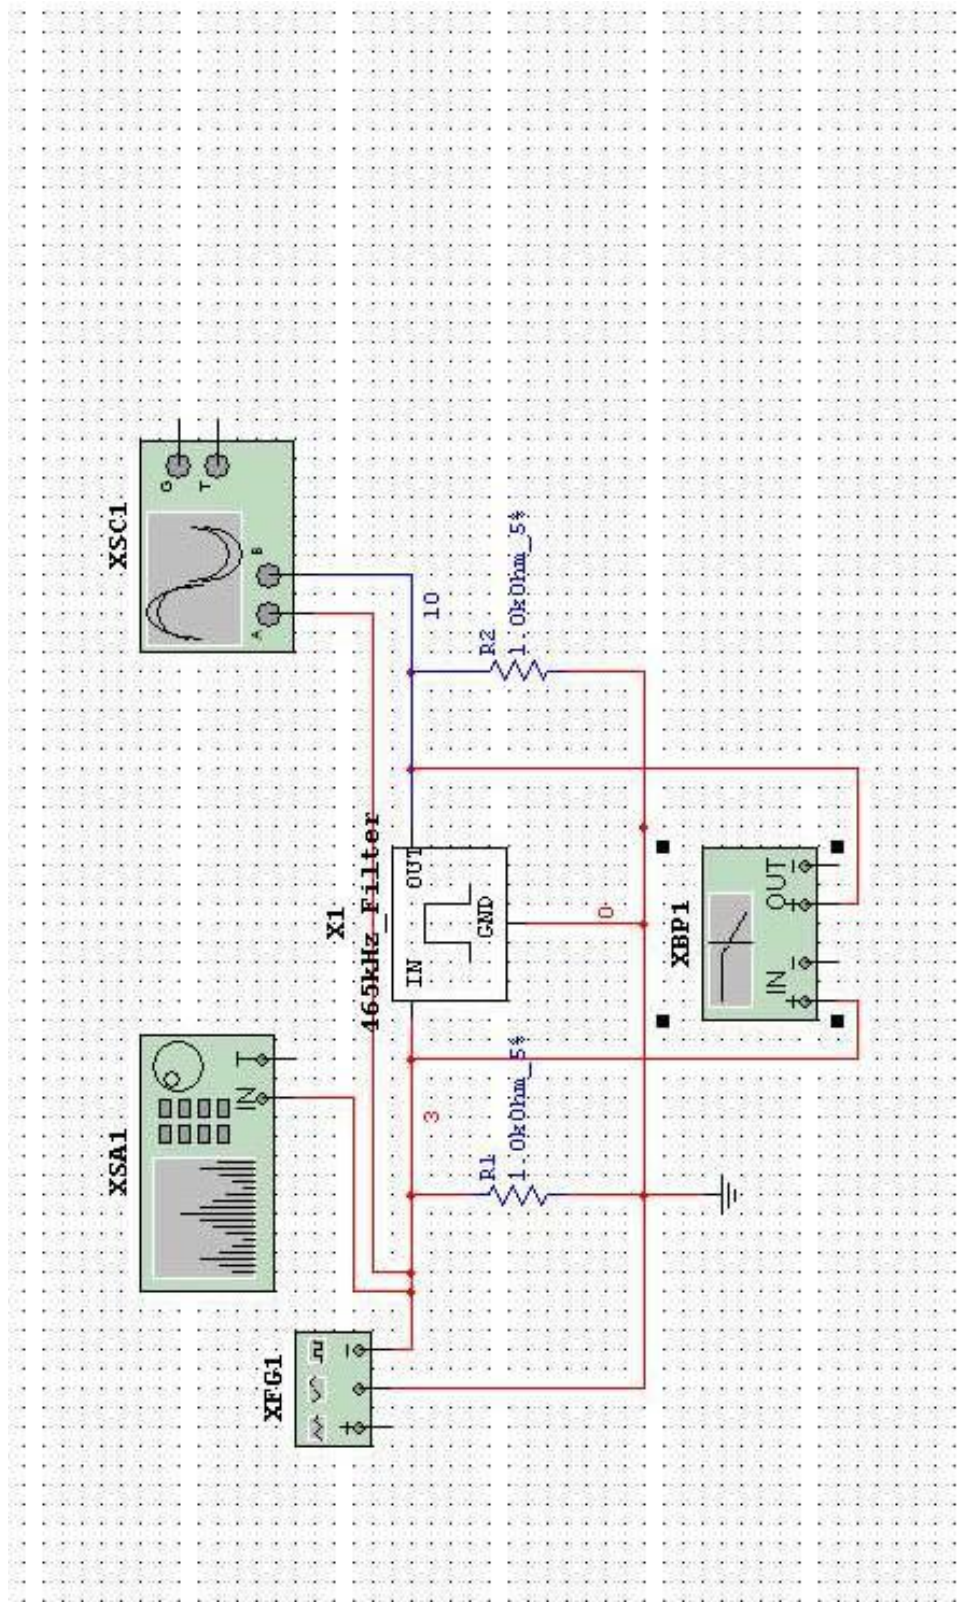 XFG1
+
−
XSA1
IN
T
XSC1
A
B
G
T
X1
465kHz_Filter
IN
OUT
GND
3
10
R1
1.0kOhm_5%
R2
1.0kOhm_5%
0
XBP1
IN
OUT
+
−
+
−